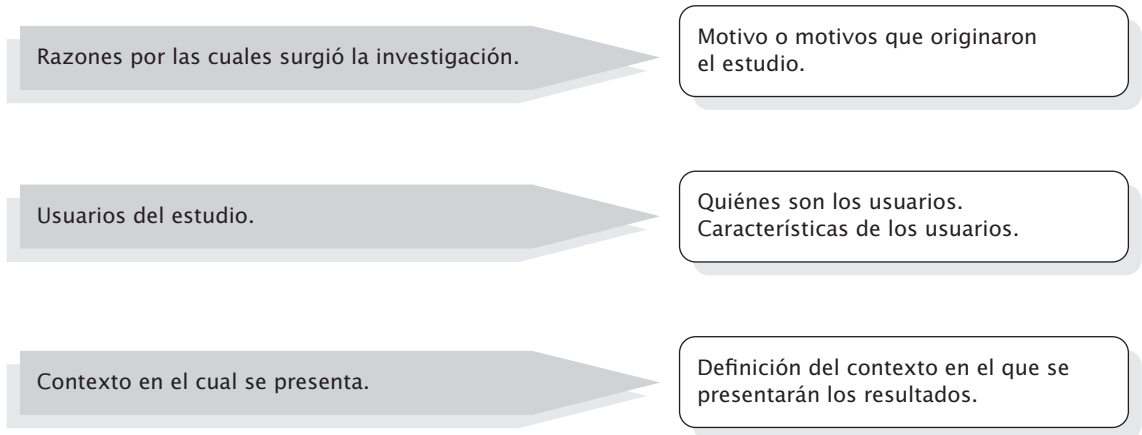 Razones por las cuales surgió la investigación.
Motivo o motivos que originaron
el estudio.
Usuarios del estudio.
Quiénes son los usuarios.
Características de los usuarios.
Contexto en el cual se presenta.
Definición del contexto en el que se
presentarán los resultados.